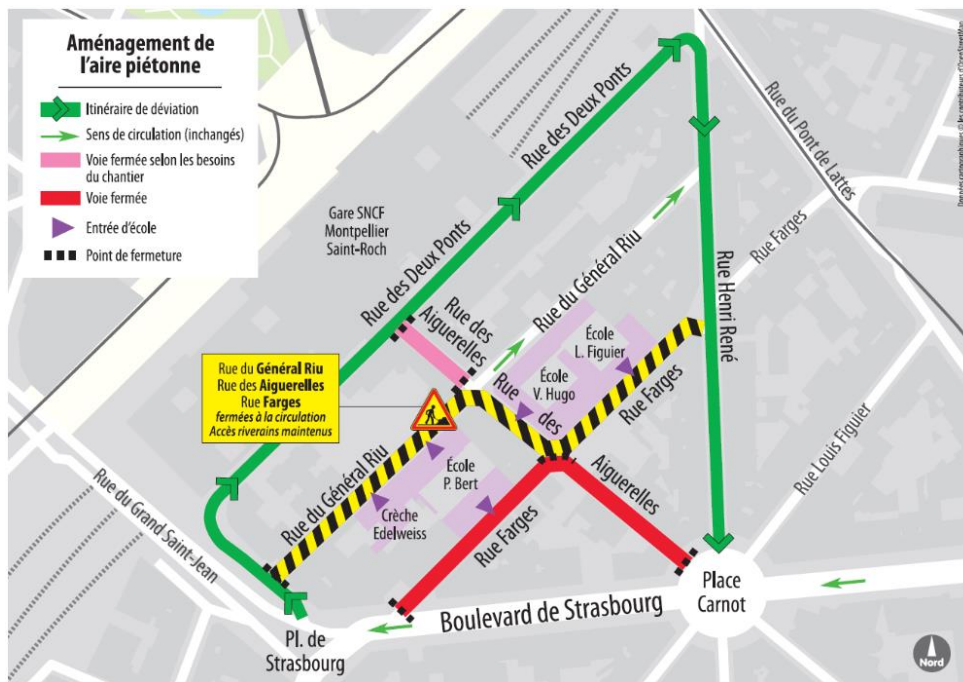 Aménagement de
l'aire piétonne
Itinéraire de déviation
Sens de circulation (inchangés)
Voie fermée selon les besoins
du chantier
Voie fermée
Entrée d'école
Point de fermeture
Rue des Deux Ponts
Rue du Pont de Lattes
Données cartographiques © les contributeurs d'OpenStreetMap
Gare SNCF
Montpellier
Saint-Roch
Rue des Deux Ponts
Rue du Général Riu
Rue Farges
Rue Henri René
Rue des
Aiguerelles
École
L. Figuier
École
V. Hugo
Rue du Général Riu
Rue des Aiguerelles
Rue Farges
fermées à la circulation
Accès riverains maintenus
Rue des
Aiguerelles
Rue Farges
Rue Louis Figuier
Rue du Général Riu
École
P. Bert
Crèche
Edelweiss
Rue Farges
Rue du Grand Saint-Jean
Place
Carnot
Boulevard de Strasbourg
Pl. de
Strasbourg
Nord